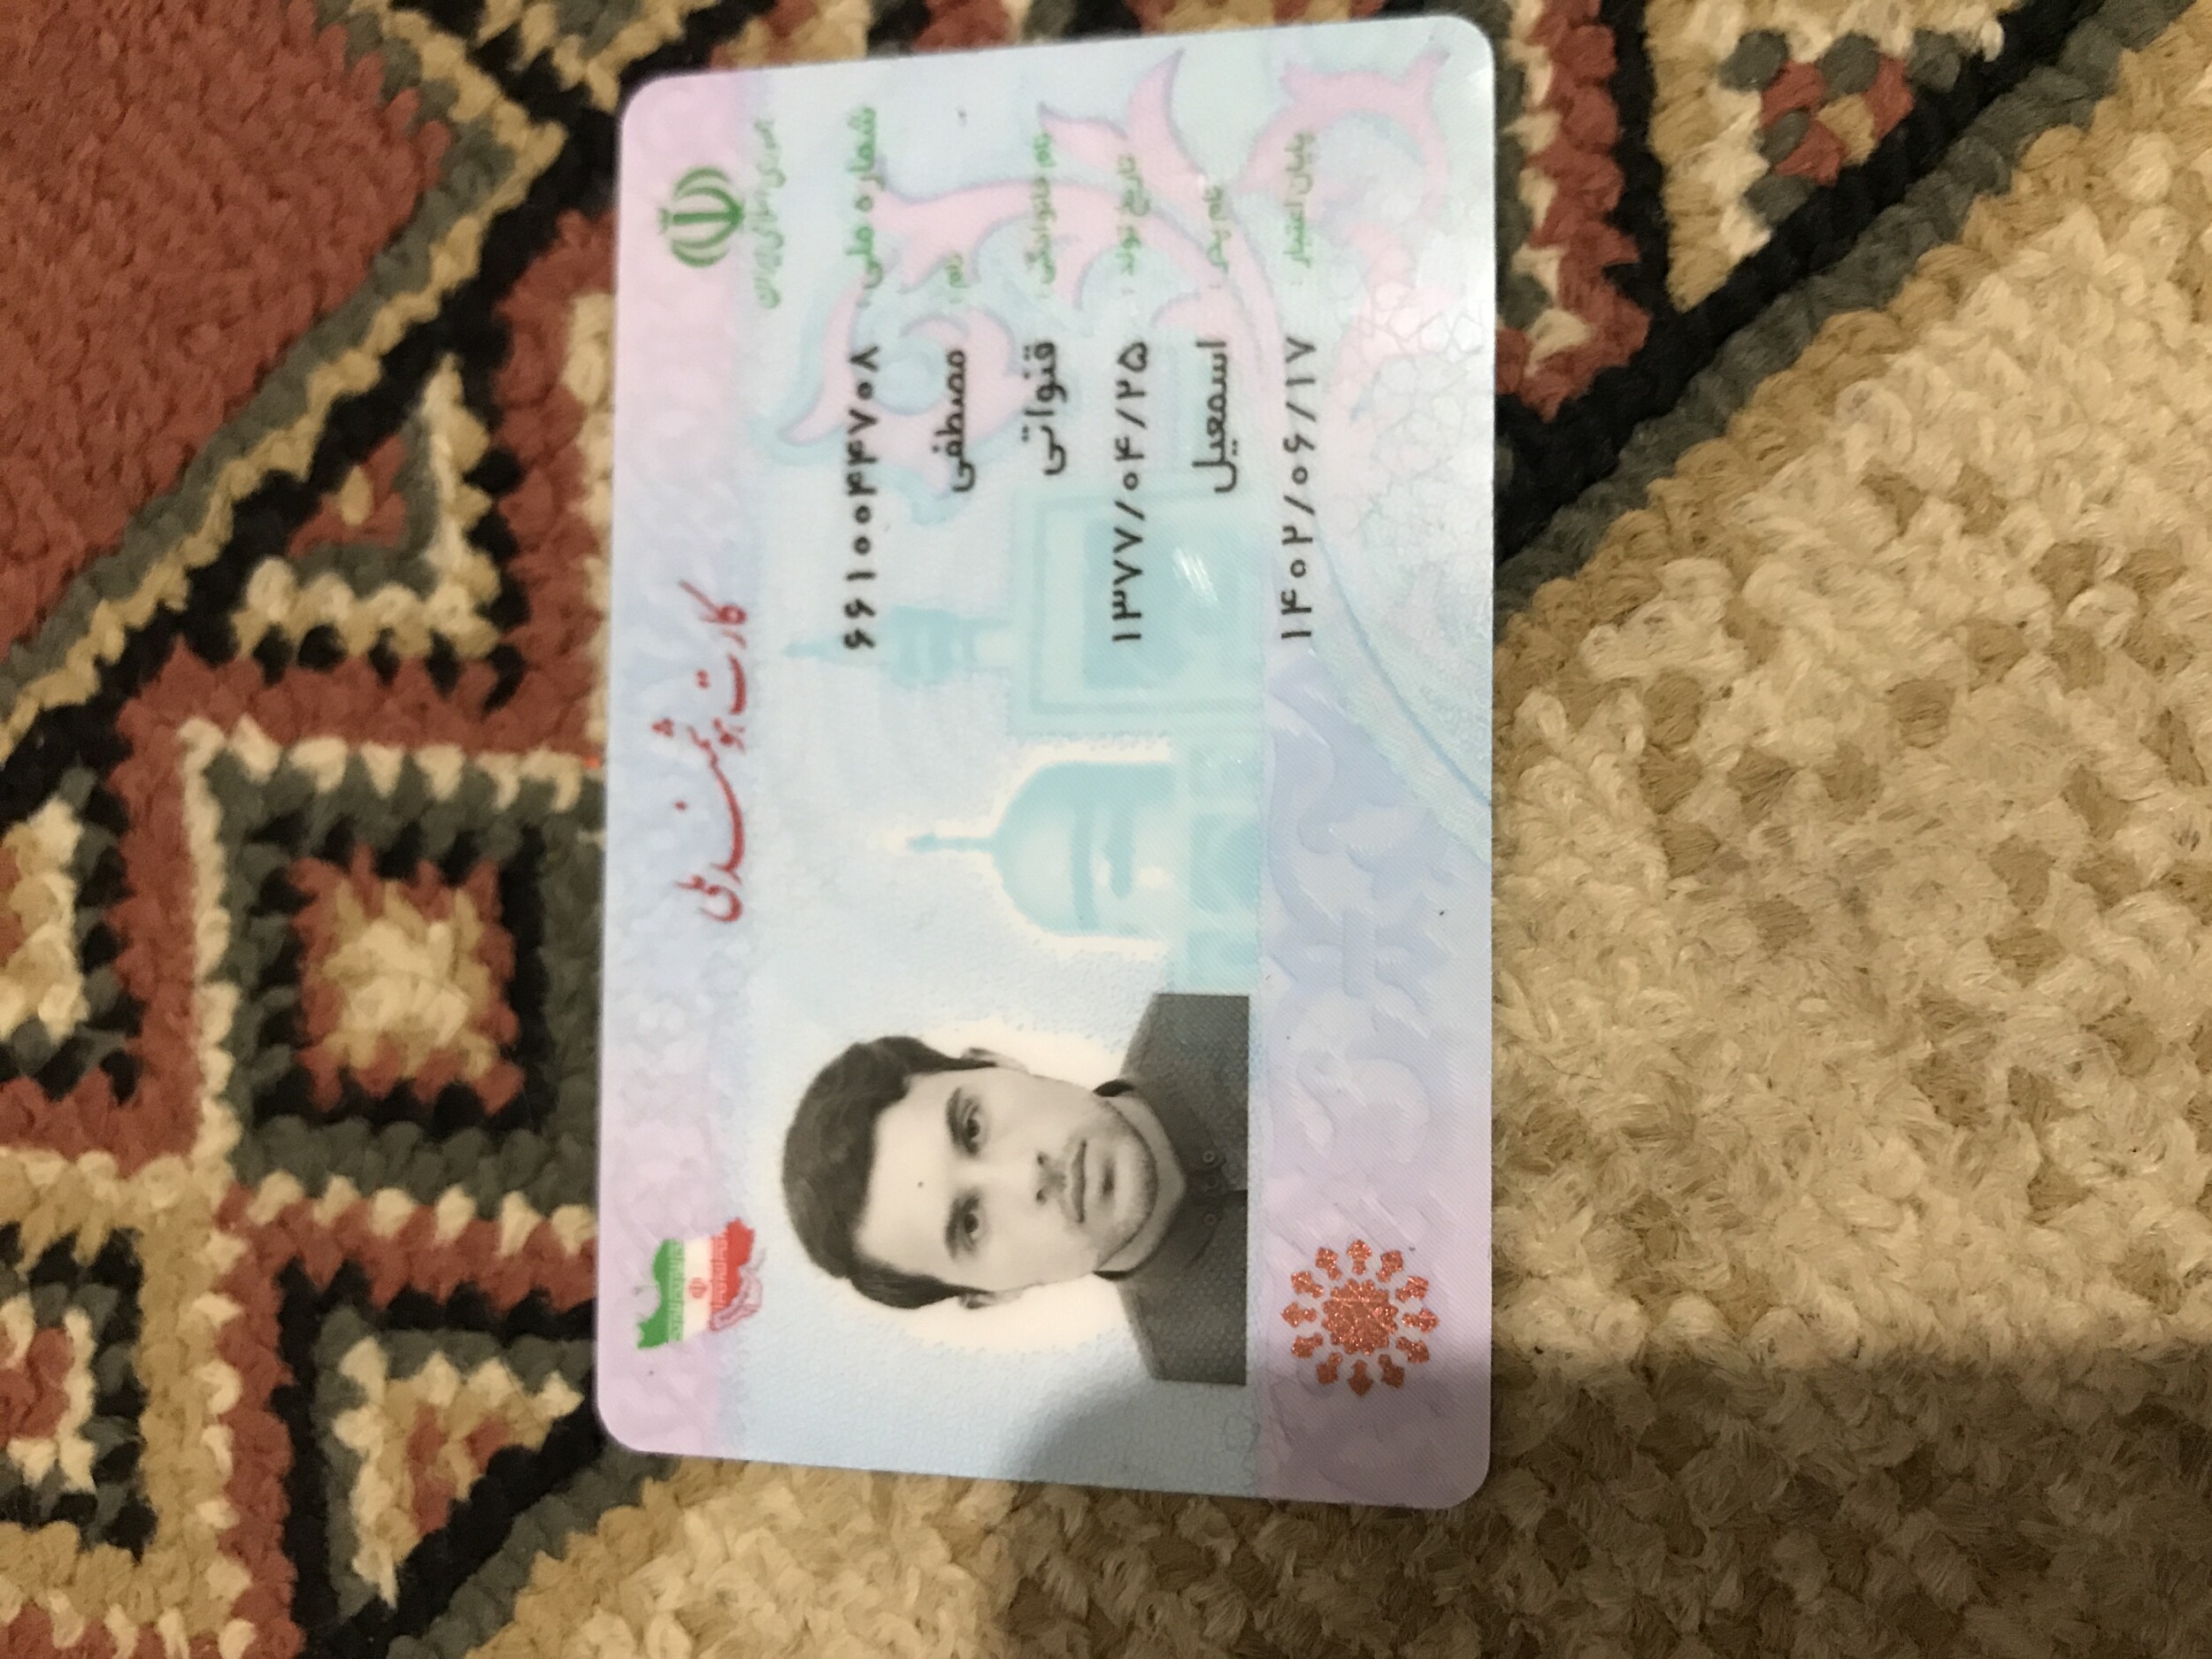 جمهوری اسلامی ایران
کارت هوشمند ملی
شماره ملی: ۶۶۱۰۰۴۴۷۰۸
نام: مصطفی
نام خانوادگی: قنواتی
تاریخ تولد: ۱۳۷۷/۰۴/۲۵
نام پدر: اسمعیل
پایان اعتبار: ۱۴۰۲/۰۶/۱۷